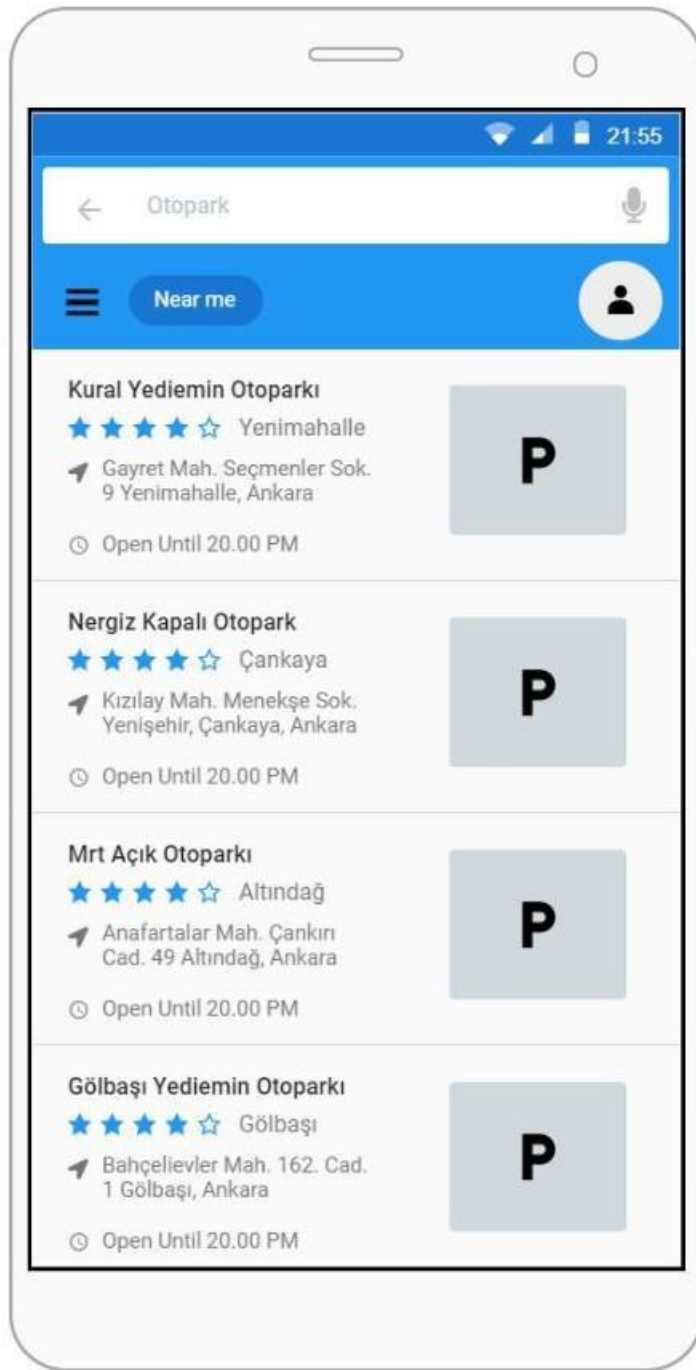 21:55
Otopark
Near me
Kural Yediemin Otoparkı
Yenimahalle
Gayret Mah. Seçmenler Sok.
9 Yenimahalle, Ankara
P
Open Until 20.00 PM
Nergiz Kapalı Otopark
Çankaya
Kızılay Mah. Menekşe Sok.
Yenişehir, Çankaya, Ankara
P
Open Until 20.00 PM
Mrt Açık Otoparkı
Altındağ
Anafartalar Mah. Çankırı
Cad. 49 Altındağ, Ankara
P
Open Until 20.00 PM
Gölbaşı Yediemin Otoparkı
Gölbaşı
Bahçelievler Mah. 162. Cad.
1 Gölbaşı, Ankara
P
Open Until 20.00 PM